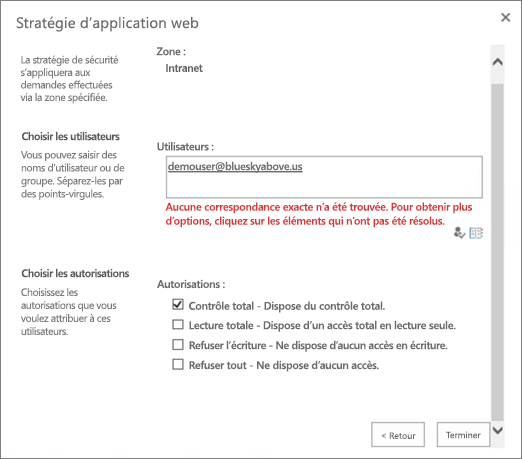 Stratégie d'application web
La stratégie de sécurité
s'appliquera aux
demandes effectuées
via la zone spécifiée.
Zone :
Intranet
Choisir les utilisateurs
Vous pouvez saisir des
noms d'utilisateur ou de
groupe. Séparez-les par
des points-virgules.
Utilisateurs :
demouser@blueskyabove.us
Aucune correspondance exacte n'a été trouvée. Pour obtenir plus
d'options, cliquez sur les éléments qui n'ont pas été résolus.
Choisir les autorisations
Choisissez les
autorisations que vous
voulez attribuer à ces
utilisateurs.
Autorisations :
Contrôle total - Dispose du contrôle total.
Lecture totale - Dispose d'un accès total en lecture seule.
Refuser l'écriture - Ne dispose d'aucun accès en écriture.
Refuser tout - Ne dispose d'aucun accès.
< Retour
Terminer